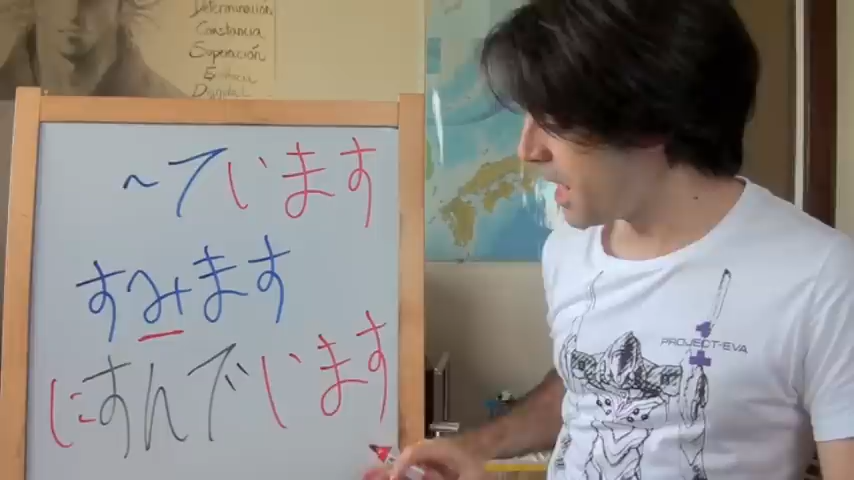 Determinación
Constancia
Superación
~ています
すみます
にすんでいます
PROJECT-EVA